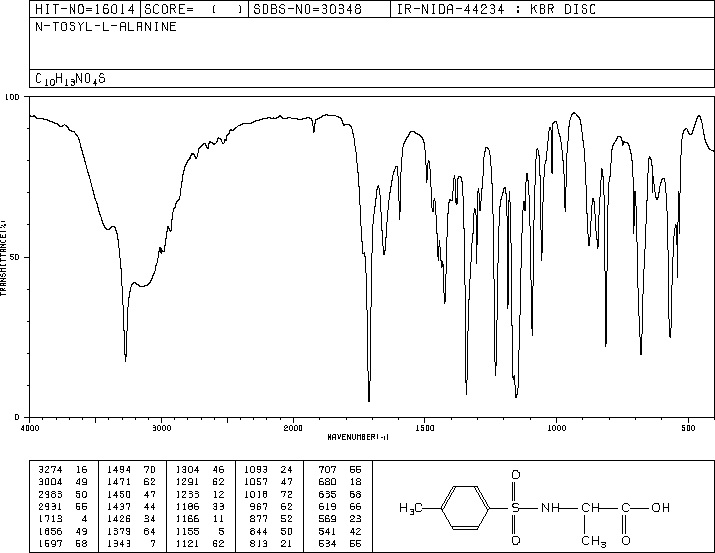 HIT-NO=16014 SCORE= ( ) SDBS-NO=30348 IR-NIDA-44234 : KBR DISC
N-TOSYL-L-ALANINE
C10H13NO4S
100
50
0
TRANSMITTANCE(%)
4000 3000 2000 1500 1000 500
WAVENUMBER(-1)
3274 16 1494 70 1304 46 1093 24 707 55
3004 49 1471 62 1291 62 1057 47 680 18
2983 50 1450 47 1233 12 1018 72 635 68
2931 55 1437 44 1186 33 967 62 619 66
1713 4 1426 34 1166 11 877 52 569 23
1656 49 1379 64 1155 5 844 50 541 42
1597 58 1343 7 1121 62 813 21 534 55
H3C
O
S
O
NH
CH3
O
OH